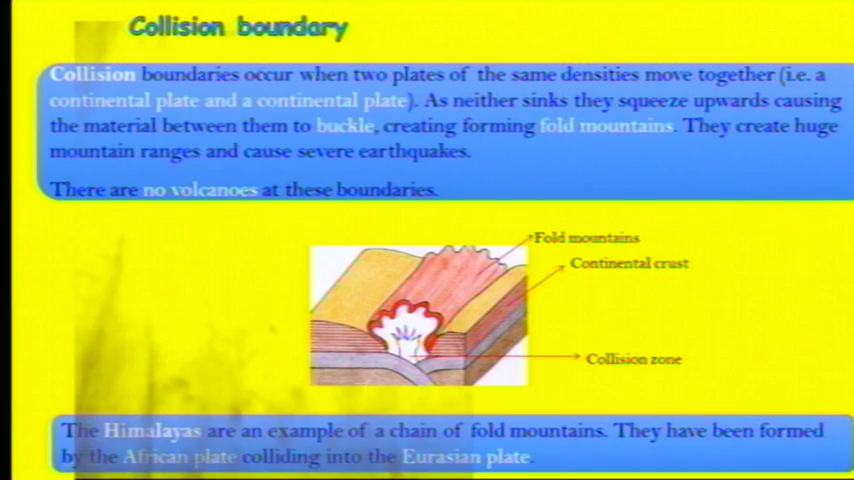 Collision boundary
Collision boundaries occur when two plates of the same densities move together (i.e. a
continental plate and a continental plate). As neither sinks they squeeze upwards causing
the material between them to buckle, creating forming fold mountains. They create huge
mountain ranges and cause severe earthquakes.
There are no volcanoes at these boundaries.
Fold mountains
Continental crust
Collision zone
The Himalayas are an example of a chain of fold mountains. They have been formed
by the African plate colliding into the Eurasian plate.